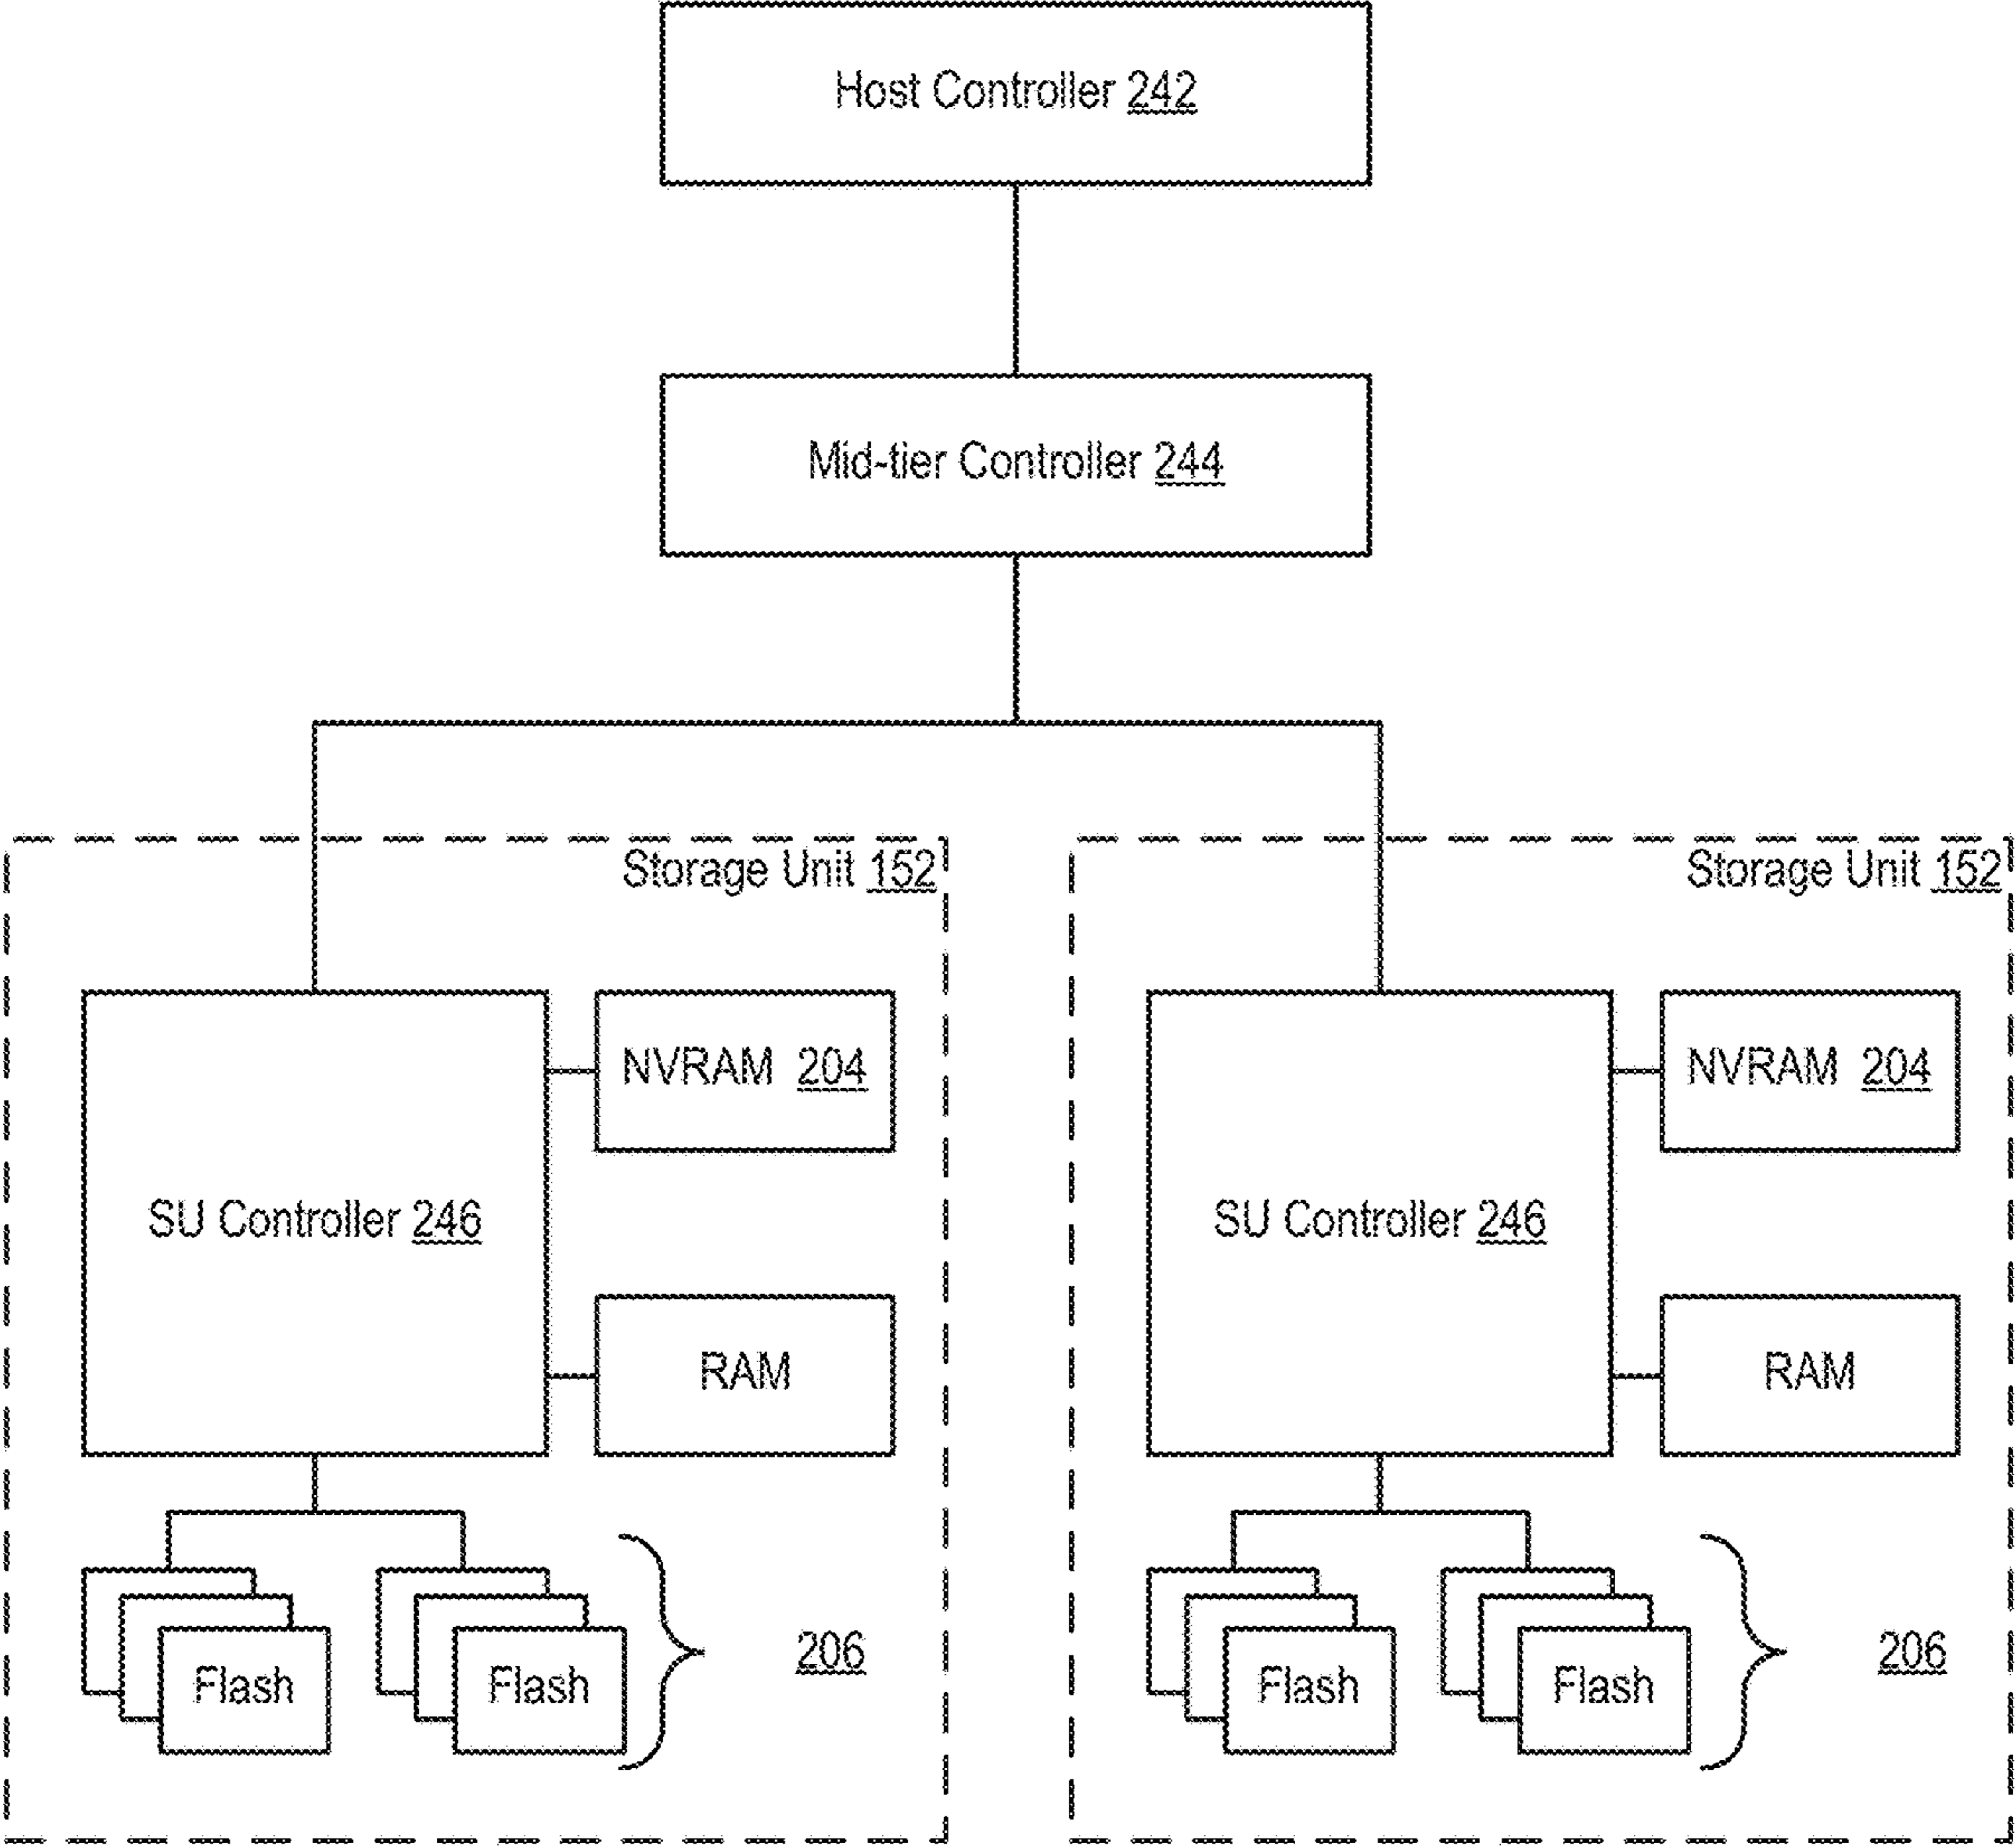 Host Controller 242
Mid-tier Controller 244
Storage Unit 152
NVRAM 204
SU Controller 246
RAM
Flash
Flash
206
Storage Unit 152
NVRAM 204
SU Controller 246
RAM
Flash
Flash
206